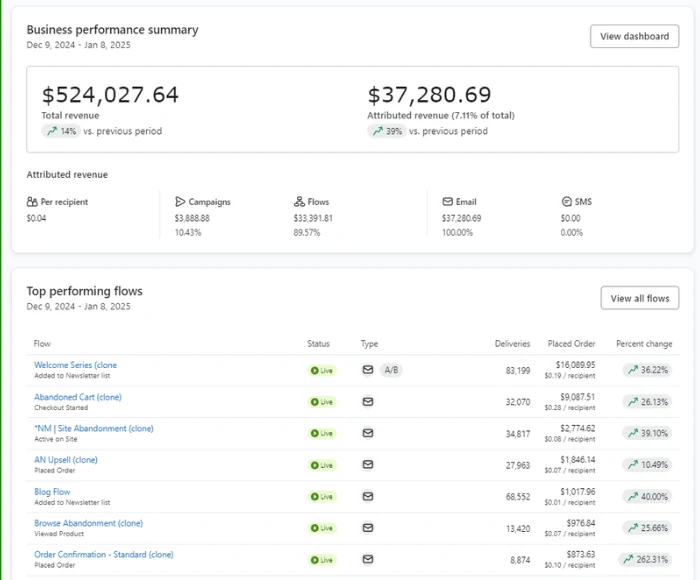 Business performance summary
Dec 9, 2024 - Jan 8, 2025
View dashboard
$524,027.64
Total revenue
14% vs. previous period
$37,280.69
Attributed revenue (7.11% of total)
39% vs. previous period
Attributed revenue
Per recipient
$0.04
Campaigns
$3,888.88
10.43%
Flows
$33,391.81
89.57%
Email
$37,280.69
100.00%
SMS
$0.00
0.00%
Top performing flows
Dec 9, 2024 - Jan 8, 2025
View all flows
Flow Status Type Deliveries Placed Order Percent change
Welcome Series (clone Live A/B 83,199 $16,089.95 36.22%
Added to Newsletter list $0.19 / recipient
Abandoned Cart (clone) Live 32,070 $9,087.51 26.13%
Checkout Started $0.28 / recipient
*NM | Site Abandonment (clone) Live 34,817 $2,774.62 39.10%
Active on Site $0.08 / recipient
AN Upsell (clone) Live 27,963 $1,846.14 10.49%
Placed Order $0.07 / recipient
Blog Flow Live 68,552 $1,017.96 40.00%
Added to Newsletter list $0.01 / recipient
Browse Abandonment (clone) Live 13,420 $976.84 25.66%
Viewed Product $0.07 / recipient
Order Confirmation - Standard (clone) Live 8,874 $873.63 262.31%
Placed Order $0.10 / recipient